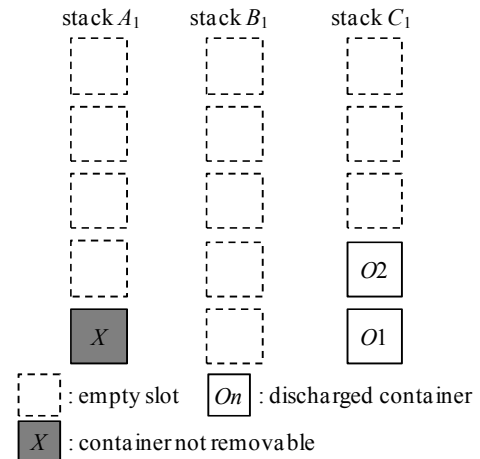 stack A₁ stack B₁ stack C₁
O2
X O1
: empty slot On : discharged container
X : container not removable